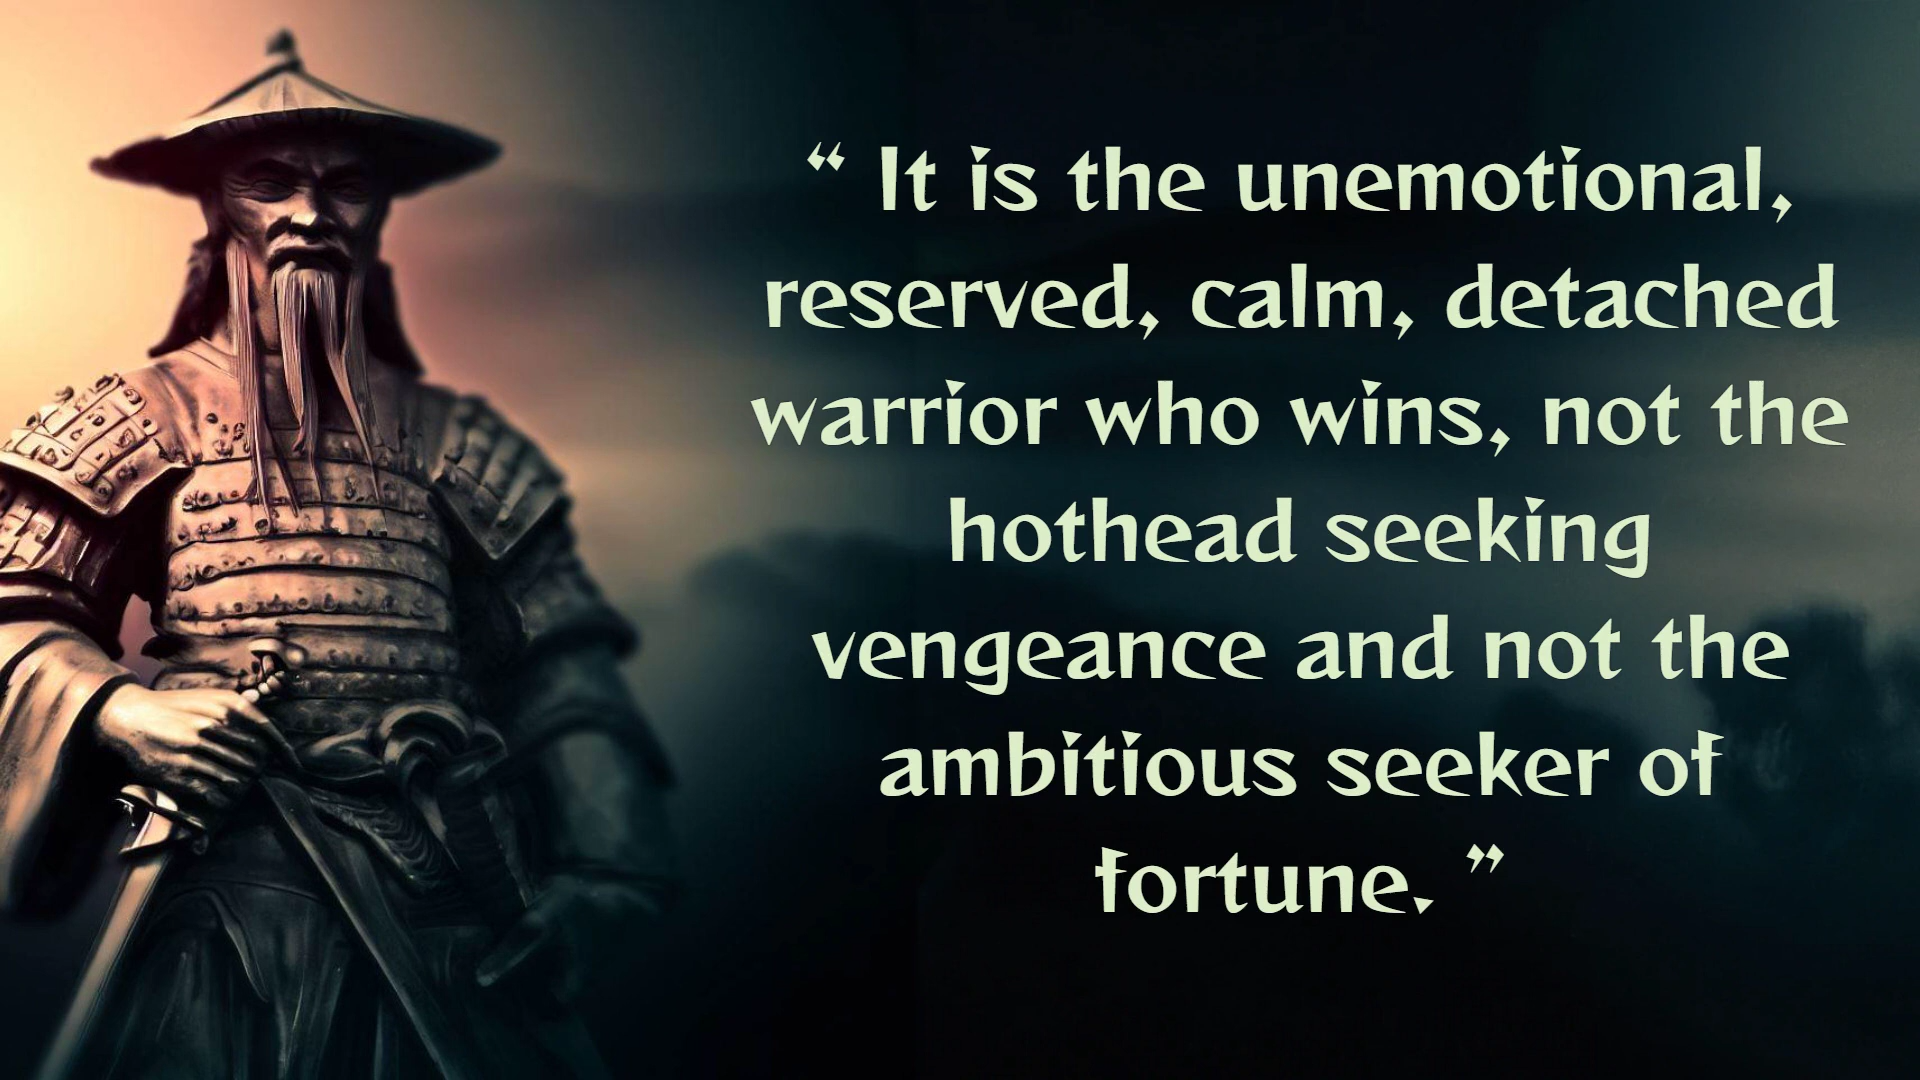 “ It is the unemotional,
reserved, calm, detached
warrior who wins, not the
hothead seeking
vengeance and not the
ambitious seeker of
fortune. ”